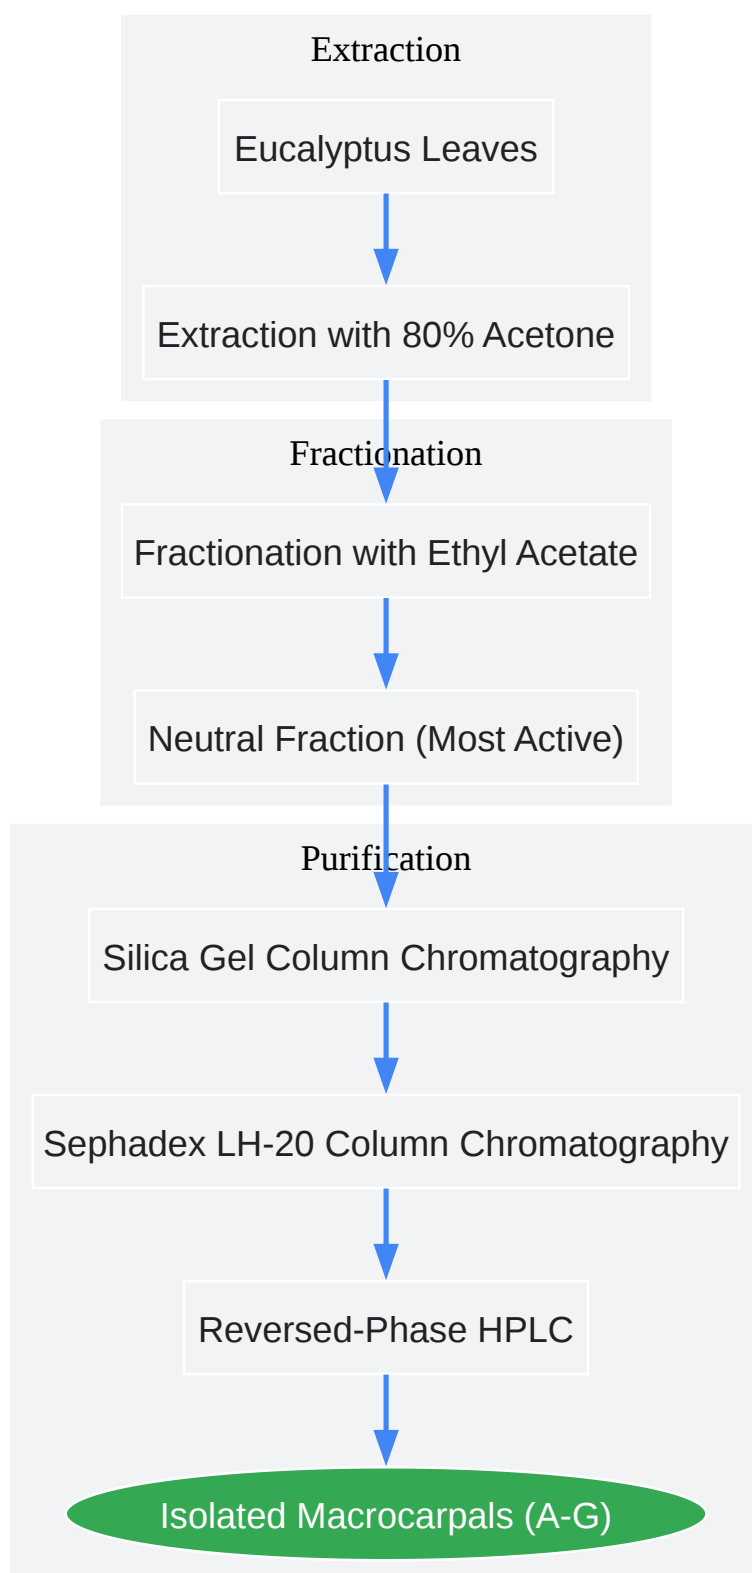 Extraction
Eucalyptus Leaves
Extraction with 80% Acetone
Fractionation
Fractionation with Ethyl Acetate
Neutral Fraction (Most Active)
Purification
Silica Gel Column Chromatography
Sephadex LH-20 Column Chromatography
Reversed-Phase HPLC
Isolated Macrocarpals (A-G)